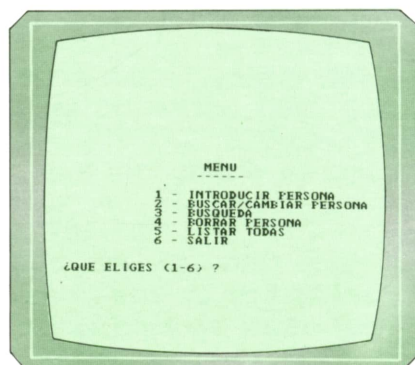 MENU
------
1 - INTRODUCIR PERSONA
2 - BUSCAR/CAMBIAR PERSONA
3 - BUSQUEDA
4 - BORRAR PERSONA
5 - LISTAR TODAS
6 - SALIR
¿QUE ELIGES (1-6) ?